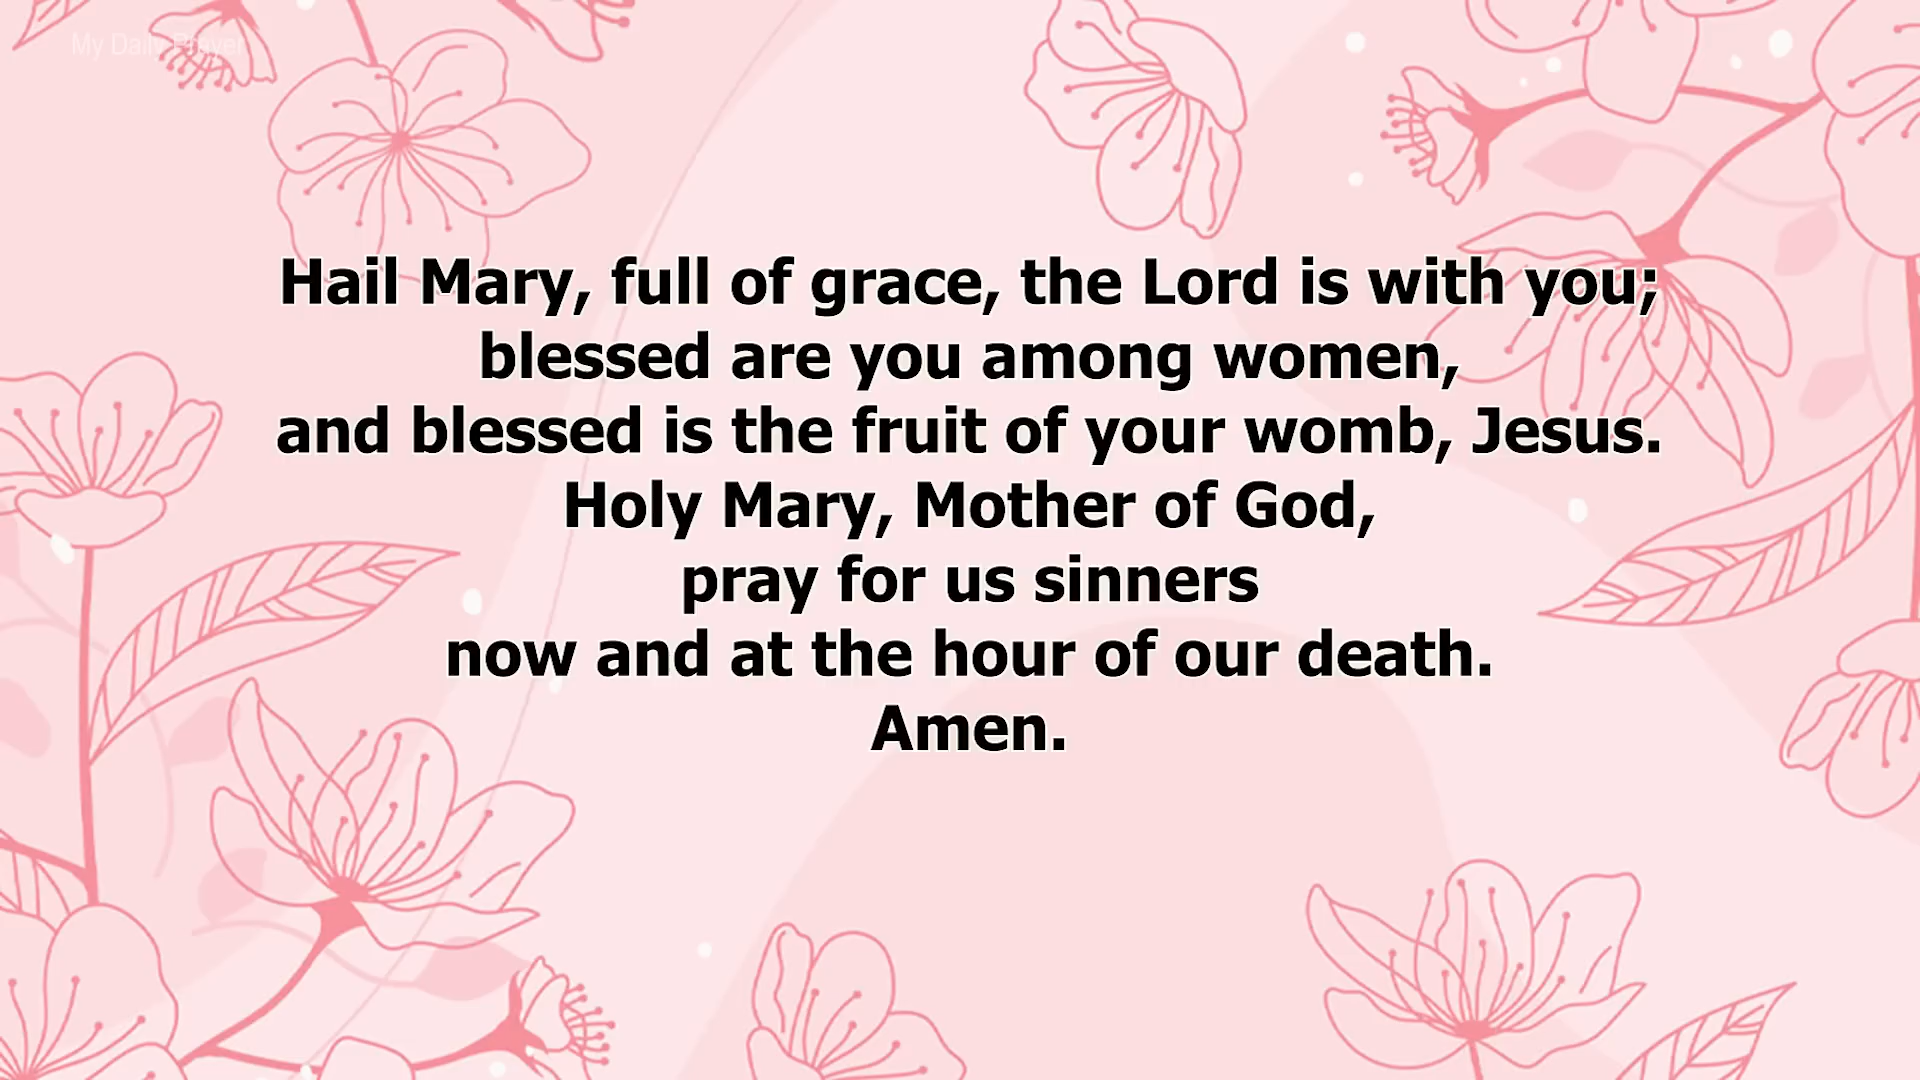 My Daily Prayer
Hail Mary, full of grace, the Lord is with you;
blessed are you among women,
and blessed is the fruit of your womb, Jesus.
Holy Mary, Mother of God,
pray for us sinners
now and at the hour of our death.
Amen.